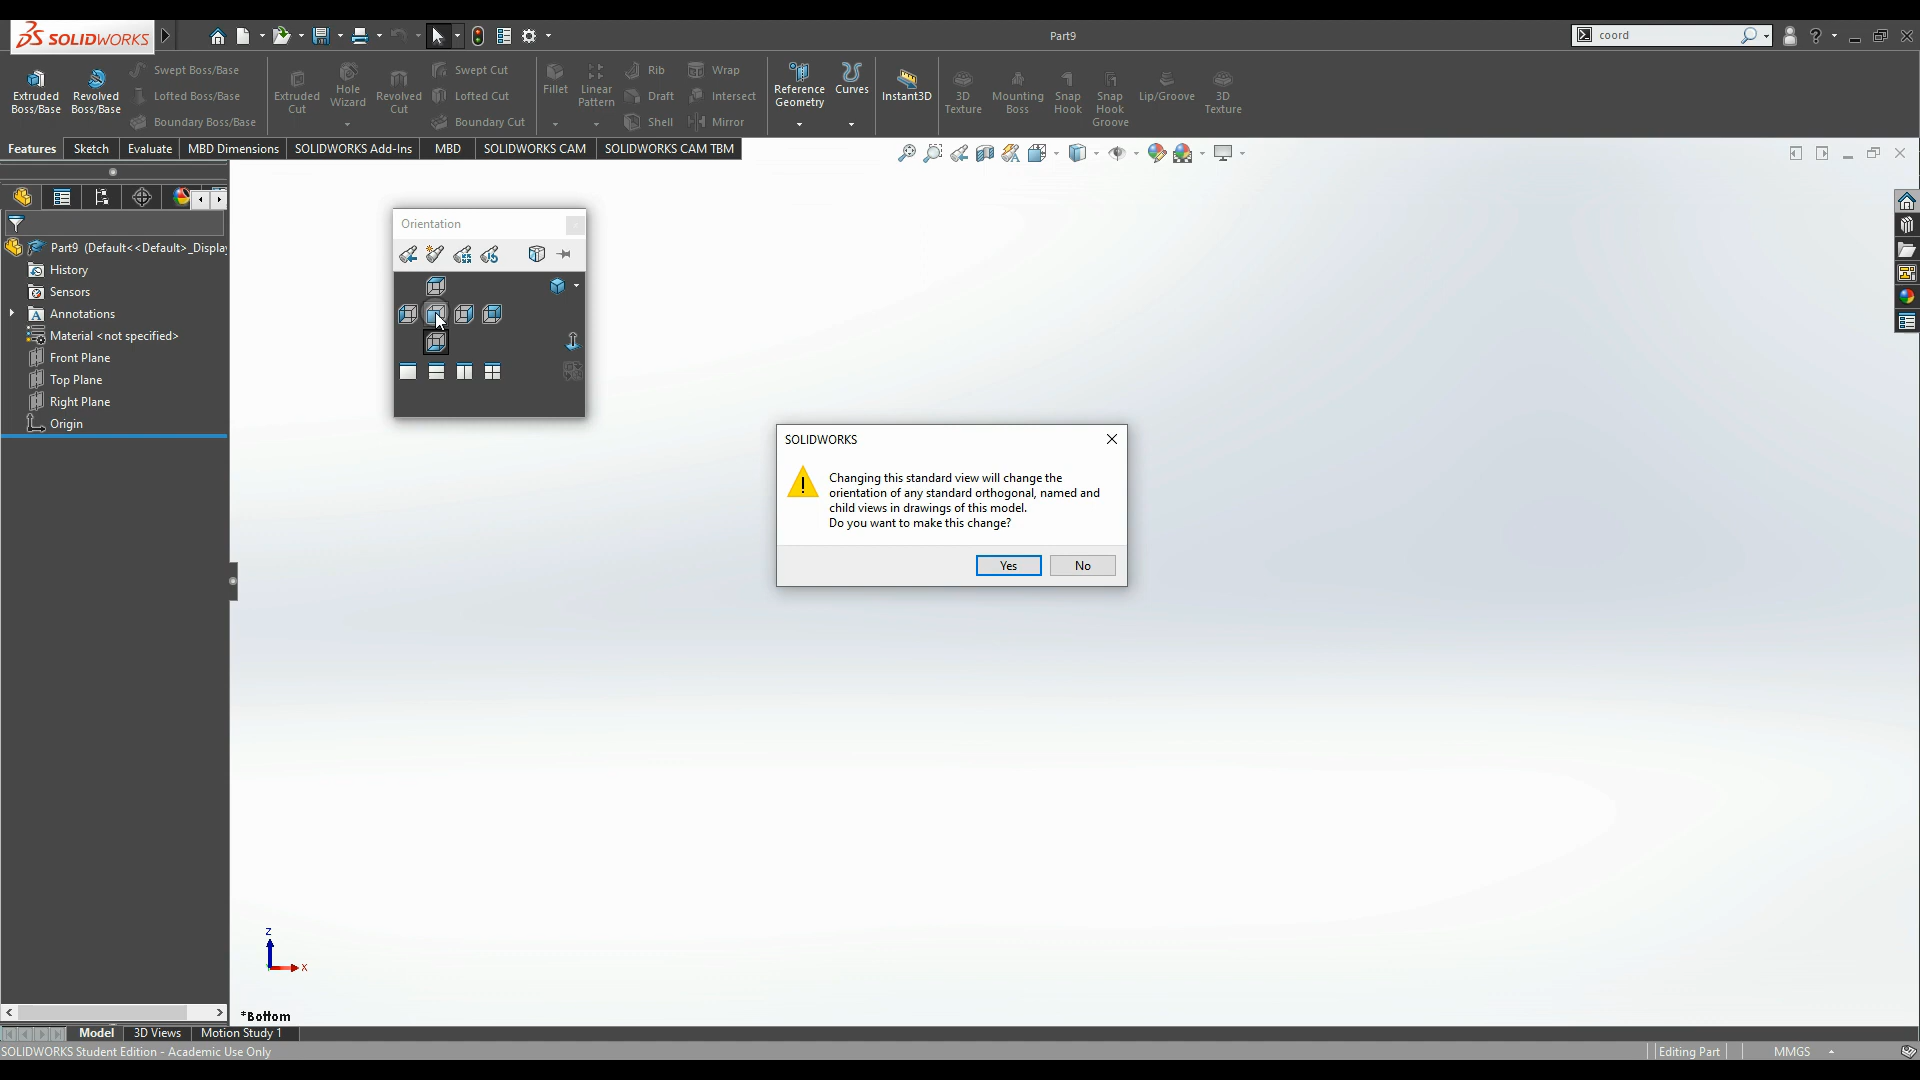 SOLIDWORKS
Part9
coord
Extruded Boss/Base
Revolved Boss/Base
Swept Boss/Base
Lofted Boss/Base
Boundary Boss/Base
Extruded Cut
Hole Wizard
Revolved Cut
Swept Cut
Lofted Cut
Boundary Cut
Fillet
Linear Pattern
Rib
Draft
Shell
Wrap
Intersect
Mirror
Reference Geometry
Curves
Instant3D
3D Texture
Mounting Boss
Snap Hook
Snap Hook Groove
Lip/Groove
3D Texture
Features
Sketch
Evaluate
MBD Dimensions
SOLIDWORKS Add-Ins
MBD
SOLIDWORKS CAM
SOLIDWORKS CAM TBM
Part9 (Default<<Default>_Display
History
Sensors
Annotations
Material <not specified>
Front Plane
Top Plane
Right Plane
Origin
Orientation
SOLIDWORKS
Changing this standard view will change the
orientation of any standard orthogonal, named and
child views in drawings of this model.
Do you want to make this change?
Yes
No
Z
X
*Bottom
Model
3D Views
Motion Study 1
SOLIDWORKS Student Edition - Academic Use Only
Editing Part
MMGS